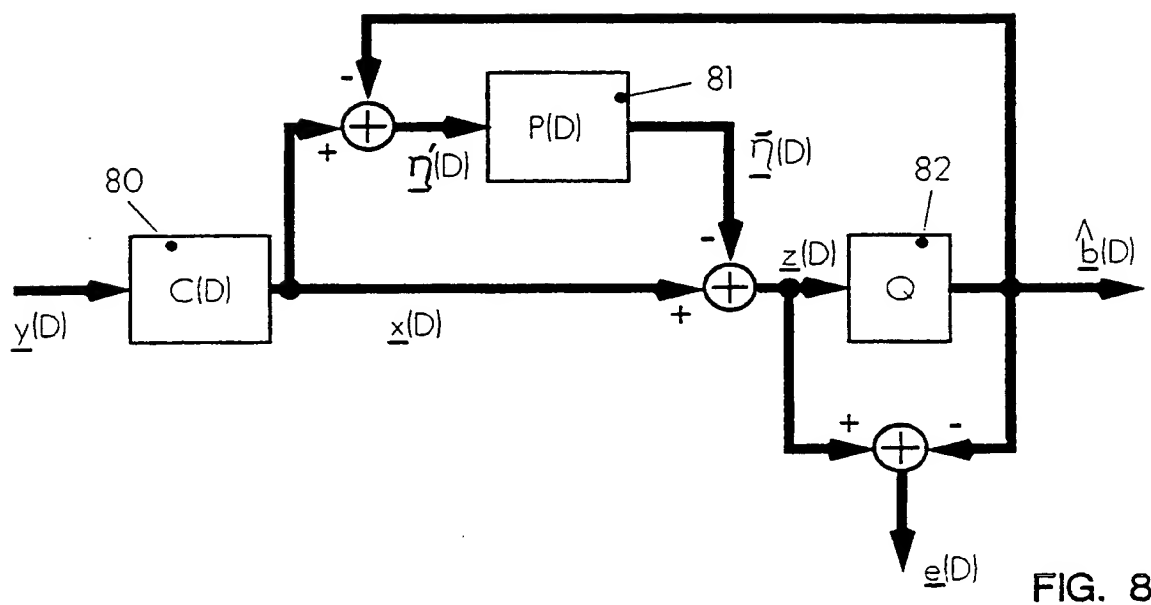 -
81
P(D)
+
η'(D)
η̃(D)
80
-
82
C(D)
z(D)
Q
b̂(D)
y(D)
x(D)
+
+
-
e(D)
FIG. 8